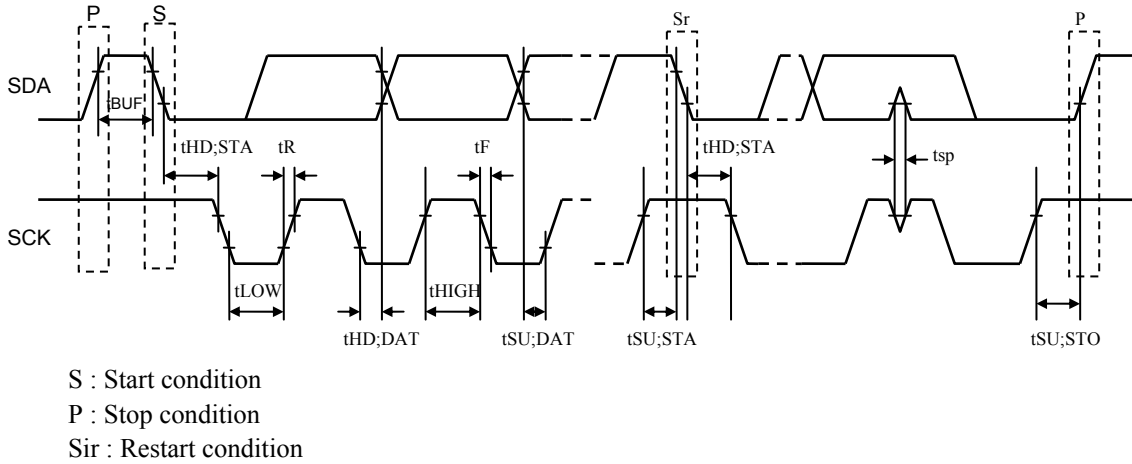 P S Sr P
SDA
tBUF
tHD;STA tR tF tHD;STA tsp
SCK
tLOW tHIGH
tHD;DAT tSU;DAT tSU;STA tSU;STO
S : Start condition
P : Stop condition
Sir : Restart condition